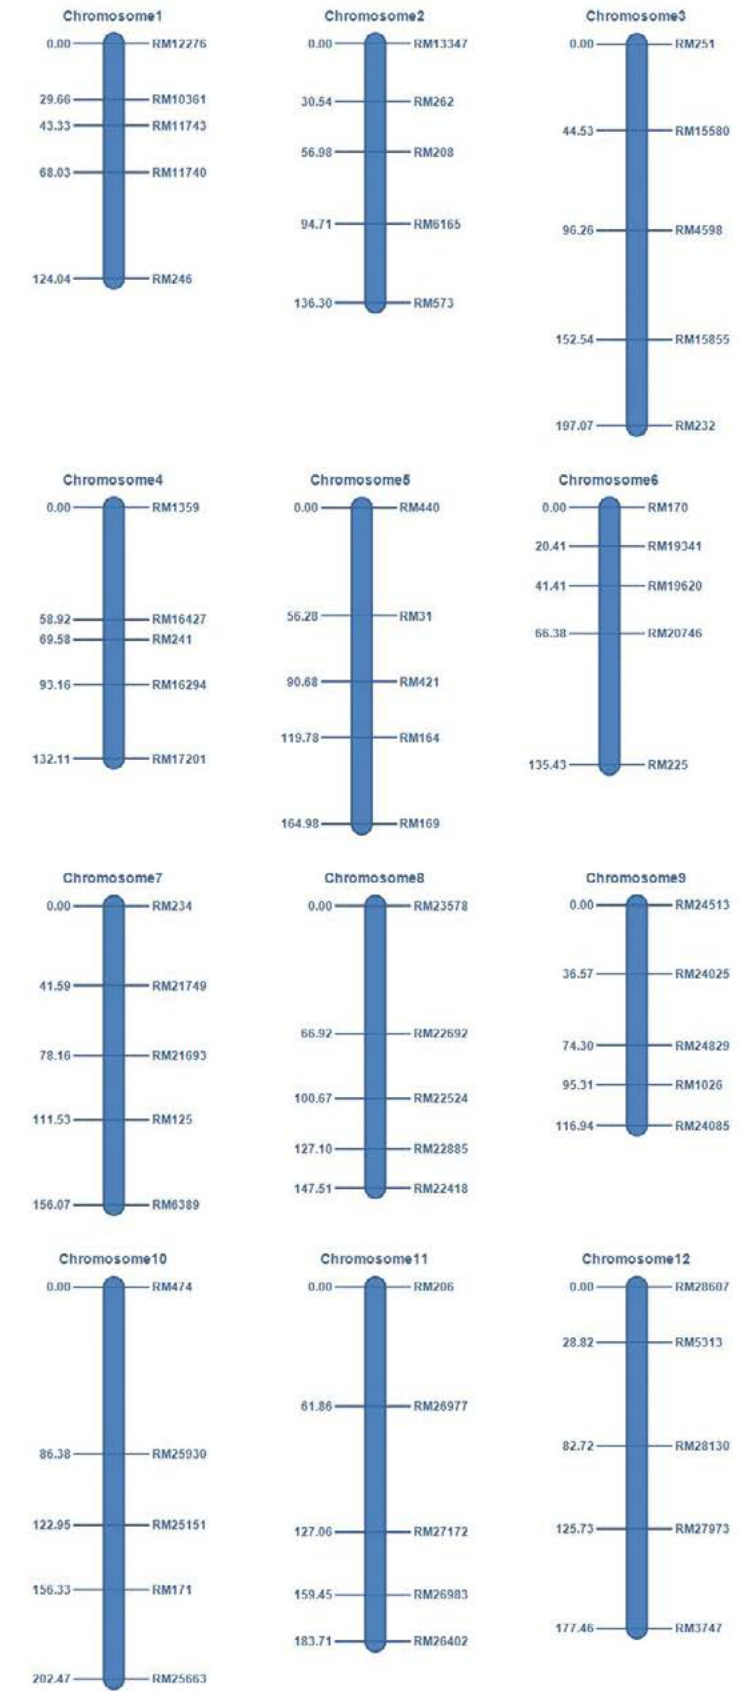 Chromosome1
0.00 RM12276
29.66 RM10361
43.33 RM11743
68.03 RM11740
124.04 RM246
Chromosome2
0.00 RM13347
30.54 RM262
56.98 RM208
94.71 RM6165
136.30 RM573
Chromosome3
0.00 RM251
44.53 RM15580
96.26 RM4598
152.54 RM15855
197.07 RM232
Chromosome4
0.00 RM1359
58.92 RM16427
69.58 RM241
93.16 RM16294
132.11 RM17201
Chromosome5
0.00 RM440
56.28 RM31
90.68 RM421
119.78 RM164
164.98 RM169
Chromosome6
0.00 RM170
20.41 RM19341
41.41 RM19620
66.38 RM20746
135.43 RM225
Chromosome7
0.00 RM234
41.59 RM21749
78.16 RM21693
111.53 RM125
156.07 RM6389
Chromosome8
0.00 RM23578
66.92 RM22692
100.67 RM22524
127.10 RM22885
147.51 RM22418
Chromosome9
0.00 RM24513
36.57 RM24025
74.30 RM24829
95.31 RM1026
116.94 RM24085
Chromosome10
0.00 RM474
86.38 RM25930
122.95 RM25151
156.33 RM171
202.47 RM25663
Chromosome11
0.00 RM206
61.86 RM26977
127.06 RM27172
159.45 RM26983
183.71 RM26402
Chromosome12
0.00 RM28607
28.82 RM5313
82.72 RM28130
125.73 RM27973
177.46 RM3747